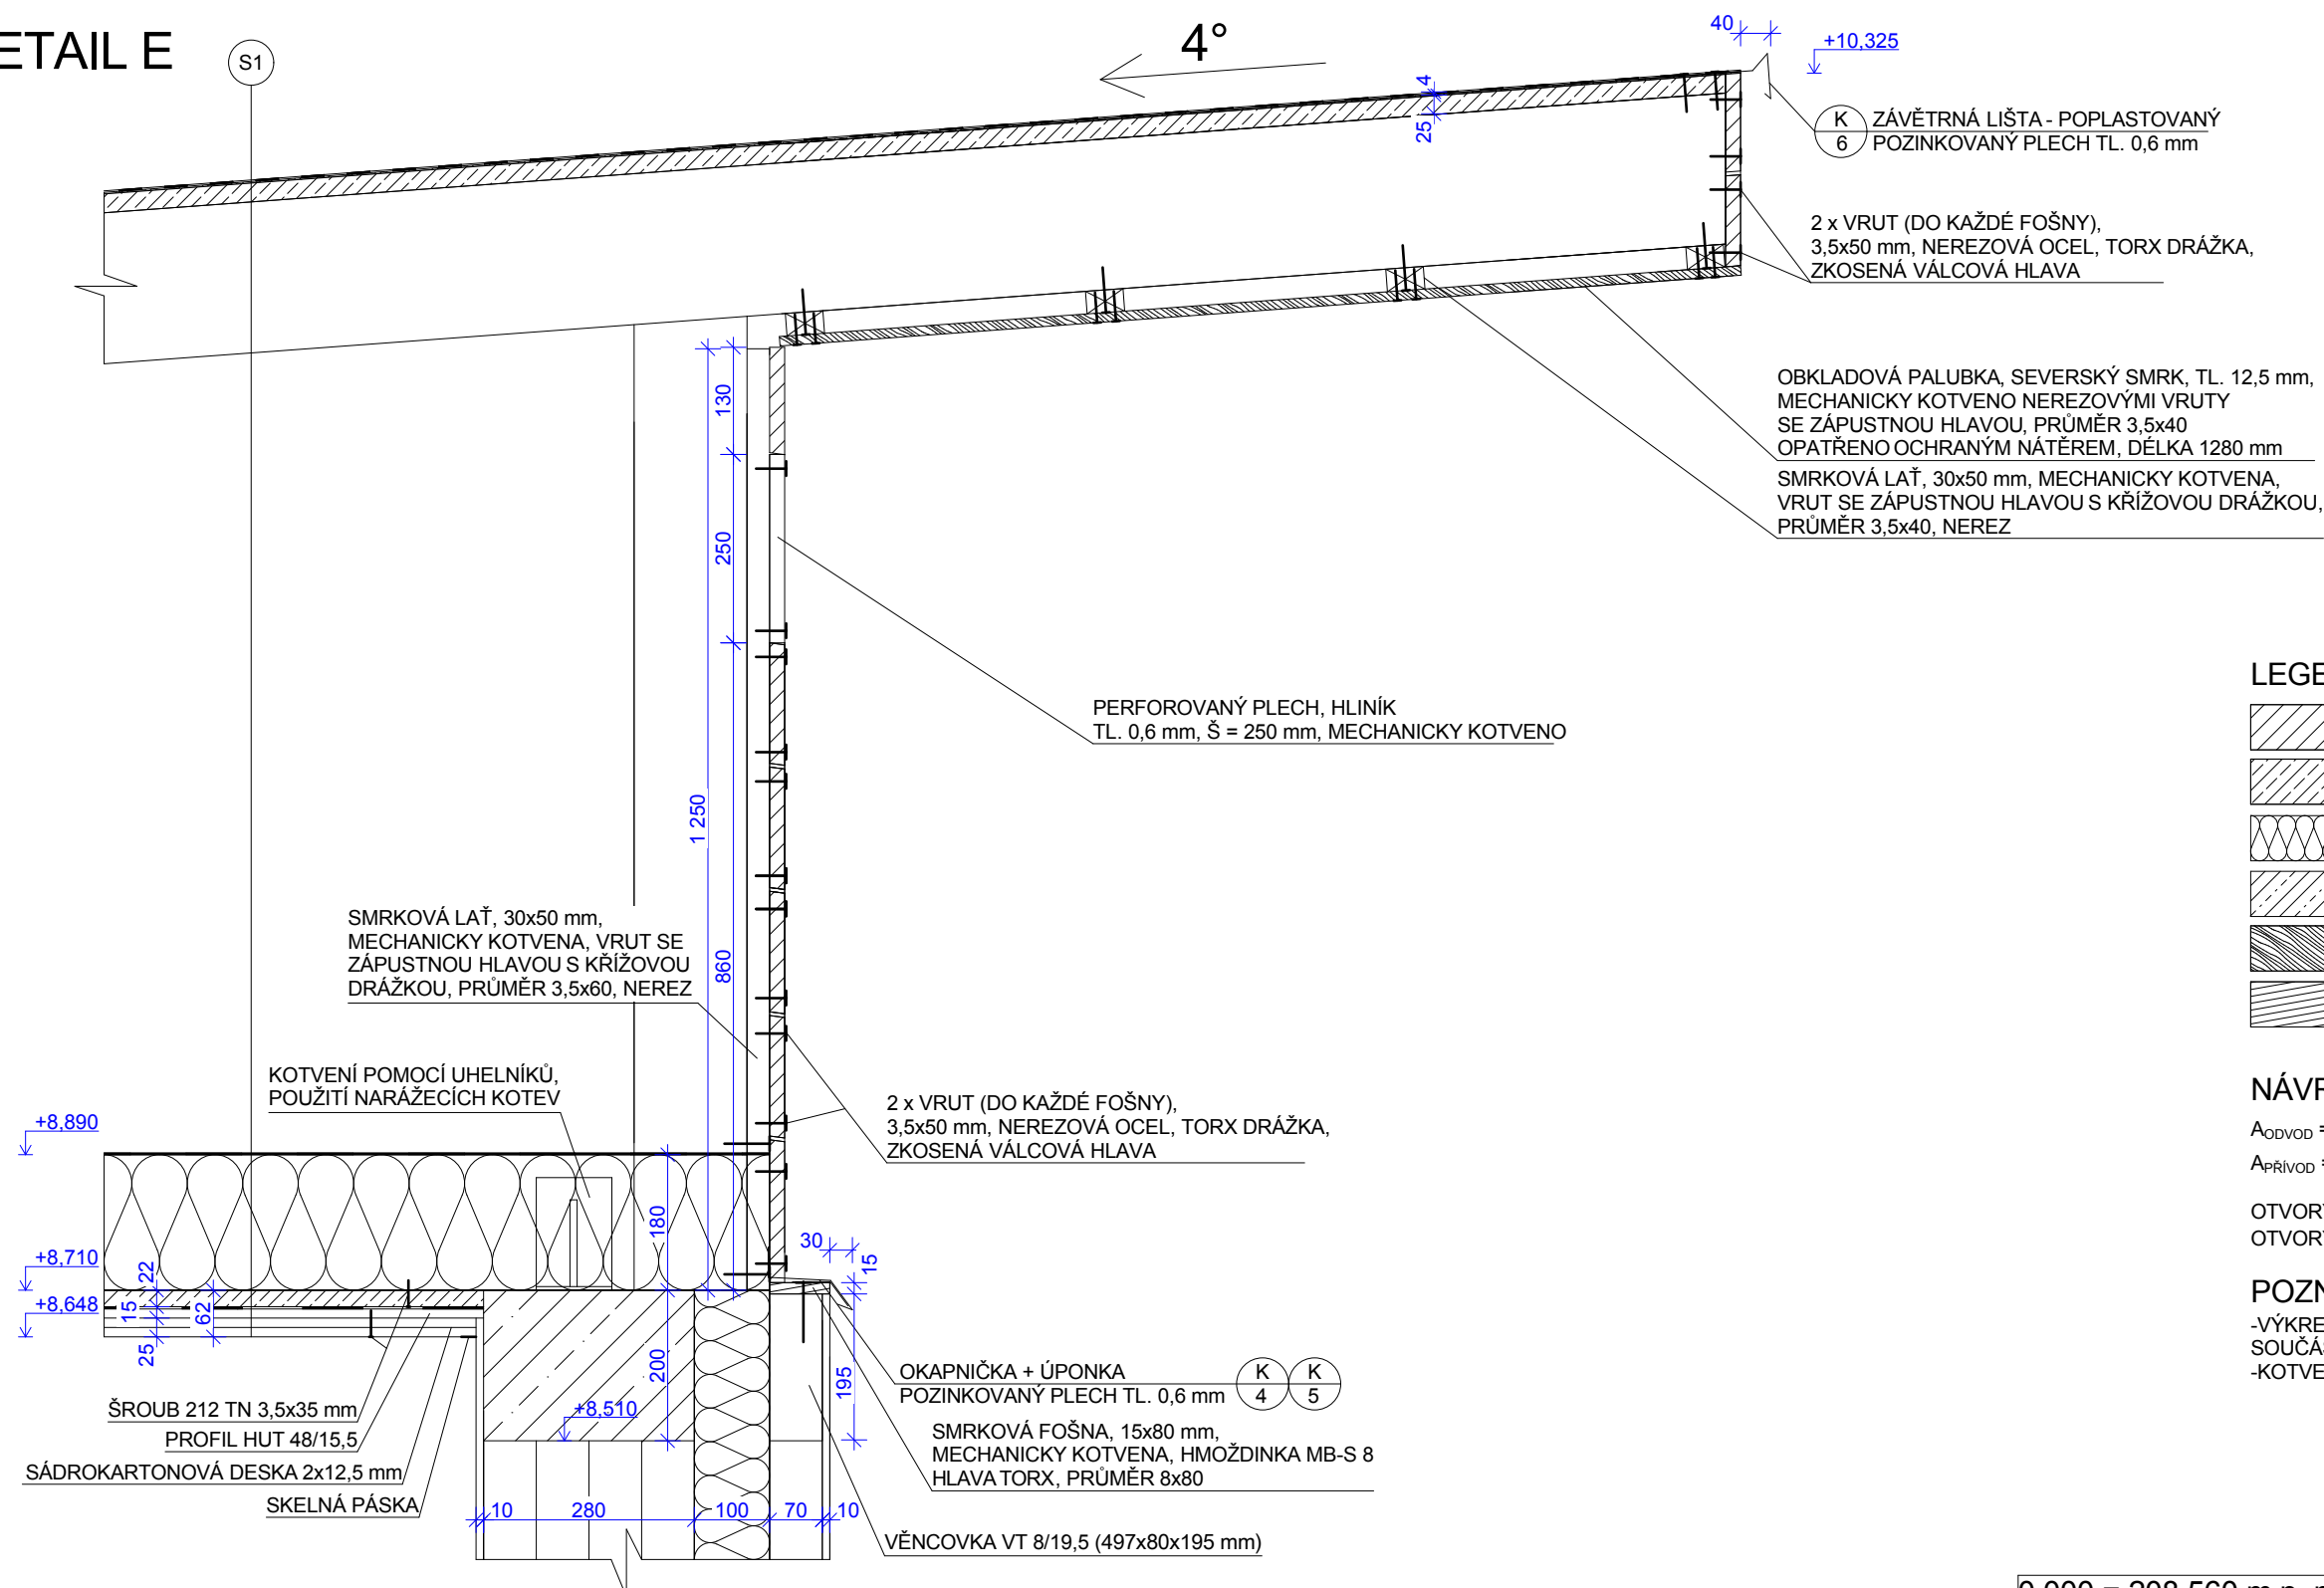 ETAIL E
S1
4°
40
+10,325
4
25
K
6
ZÁVĚTRNÁ LIŠTA - POPLASTOVANÝ
POZINKOVANÝ PLECH TL. 0,6 mm
2 x VRUT (DO KAŽDÉ FOŠNY),
3,5x50 mm, NEREZOVÁ OCEL, TORX DRÁŽKA,
ZKOSENÁ VÁLCOVÁ HLAVA
OBKLADOVÁ PALUBKA, SEVERSKÝ SMRK, TL. 12,5 mm,
MECHANICKY KOTVENO NEREZOVÝMI VRUTY
SE ZÁPUSTNOU HLAVOU, PRŮMĚR 3,5x40
OPATŘENO OCHRANÝM NÁTĚREM, DÉLKA 1280 mm
SMRKOVÁ LAŤ, 30x50 mm, MECHANICKY KOTVENA,
VRUT SE ZÁPUSTNOU HLAVOU S KŘÍŽOVOU DRÁŽKOU,
PRŮMĚR 3,5x40, NEREZ
130
250
1 250
860
PERFOROVANÝ PLECH, HLINÍK
TL. 0,6 mm, Š = 250 mm, MECHANICKY KOTVENO
SMRKOVÁ LAŤ, 30x50 mm,
MECHANICKY KOTVENA, VRUT SE
ZÁPUSTNOU HLAVOU S KŘÍŽOVOU
DRÁŽKOU, PRŮMĚR 3,5x60, NEREZ
KOTVENÍ POMOCÍ UHELNÍKŮ,
POUŽITÍ NARÁŽECÍCH KOTEV
2 x VRUT (DO KAŽDÉ FOŠNY),
3,5x50 mm, NEREZOVÁ OCEL, TORX DRÁŽKA,
ZKOSENÁ VÁLCOVÁ HLAVA
+8,890
+8,710
+8,648
22
15
62
25
180
200
30
15
195
+8,510
ŠROUB 212 TN 3,5x35 mm
PROFIL HUT 48/15,5
SÁDROKARTONOVÁ DESKA 2x12,5 mm
SKELNÁ PÁSKA
10
280
100
70
10
OKAPNIČKA + ÚPONKA
POZINKOVANÝ PLECH TL. 0,6 mm
K
4
K
5
SMRKOVÁ FOŠNA, 15x80 mm,
MECHANICKY KOTVENA, HMOŽDINKA MB-S 8
HLAVA TORX, PRŮMĚR 8x80
VĚNCOVKA VT 8/19,5 (497x80x195 mm)
LEGE
NÁVR
AODVOD =
APŘÍVOD =
OTVOR
OTVOR
POZN
-VÝKRE
SOUČÁ
-KOTVE